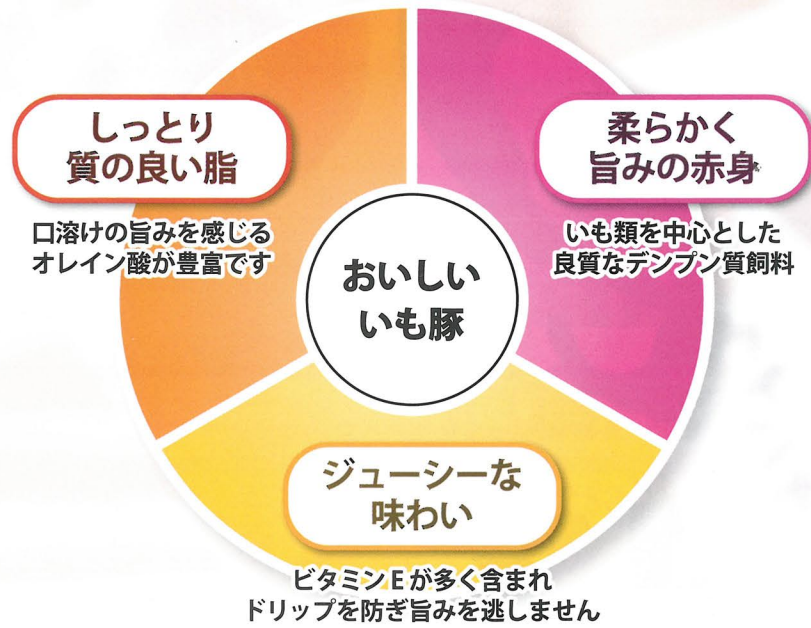 しっとり
質の良い脂
口溶けの旨みを感じる
オレイン酸が豊富です
柔らかく
旨みの赤身
いも類を中心とした
良質なデンプン質飼料
おいしい
いも豚
ジューシーな
味わい
ビタミンEが多く含まれ
ドリップを防ぎ旨みを逃しません